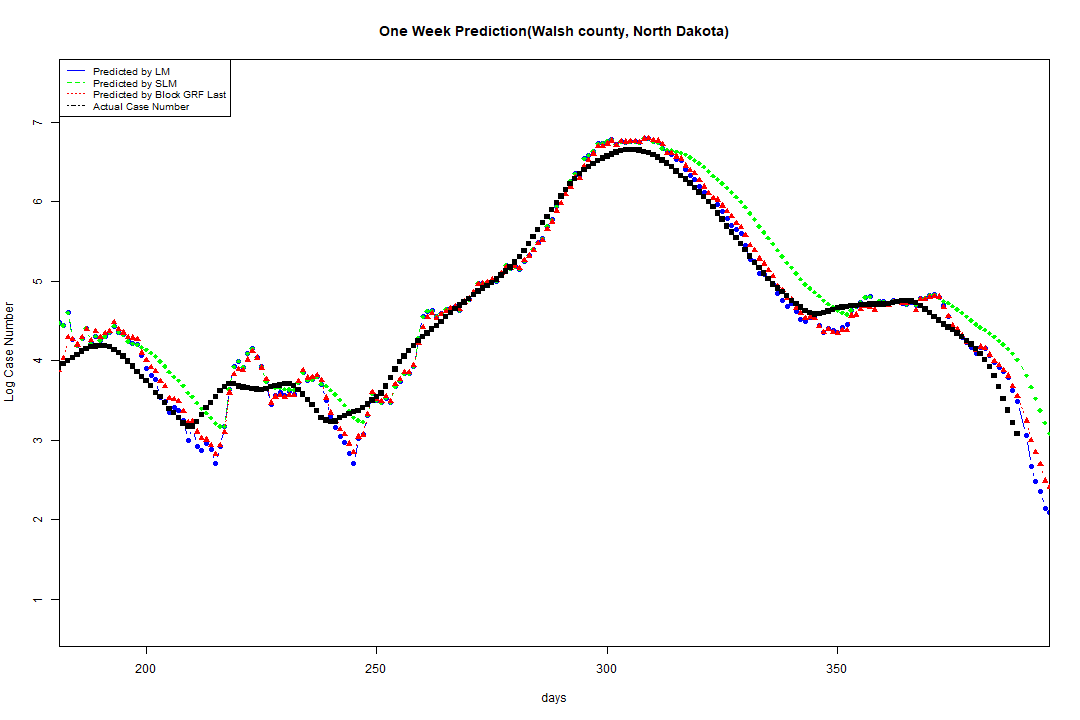 One Week Prediction(Walsh county, North Dakota)
Predicted by LM
Predicted by SLM
Predicted by Block GRF Last
Actual Case Number
7
6
5
4
3
2
1
Log Case Number
200 250 300 350
days